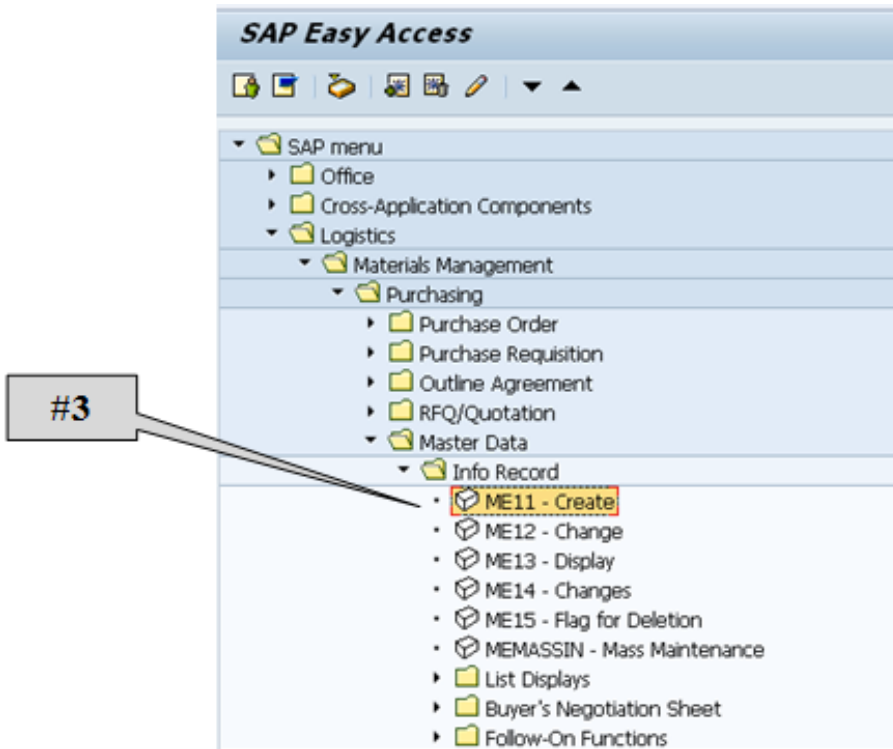 SAP Easy Access
SAP menu
Office
Cross-Application Components
Logistics
Materials Management
Purchasing
Purchase Order
Purchase Requisition
Outline Agreement
RFQ/Quotation
#3
Master Data
Info Record
ME11 - Create
ME12 - Change
ME13 - Display
ME14 - Changes
ME15 - Flag for Deletion
MEMASSIN - Mass Maintenance
List Displays
Buyer's Negotiation Sheet
Follow-On Functions